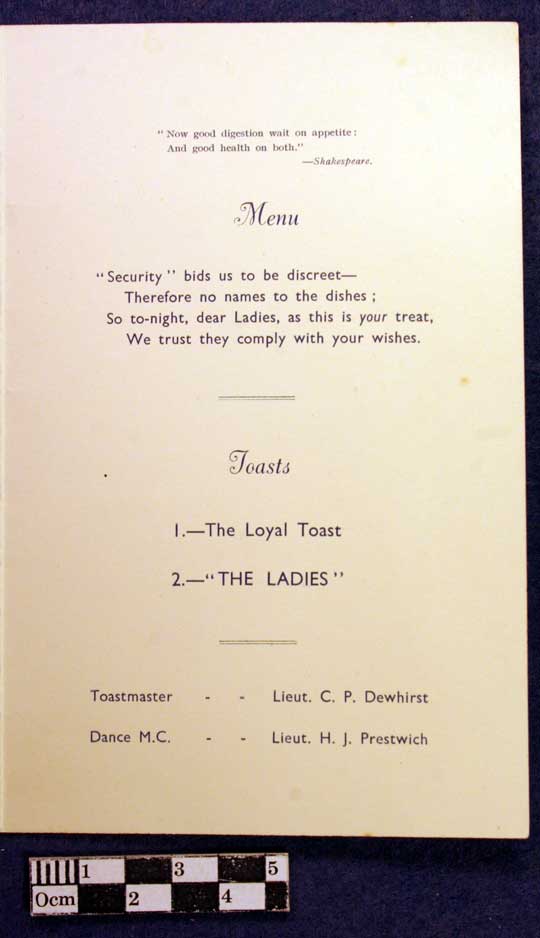 " Now good digestion wait on appetite :
And good health on both."
—Shakespeare.
Menu
"Security" bids us to be discreet—
Therefore no names to the dishes ;
So to-night, dear Ladies, as this is your treat,
We trust they comply with your wishes.
Toasts
1.—The Loyal Toast
2.—"THE LADIES"
Toastmaster - - Lieut. C. P. Dewhirst
Dance M.C. - - Lieut. H. J. Prestwich
1 3 5
0cm 2 4